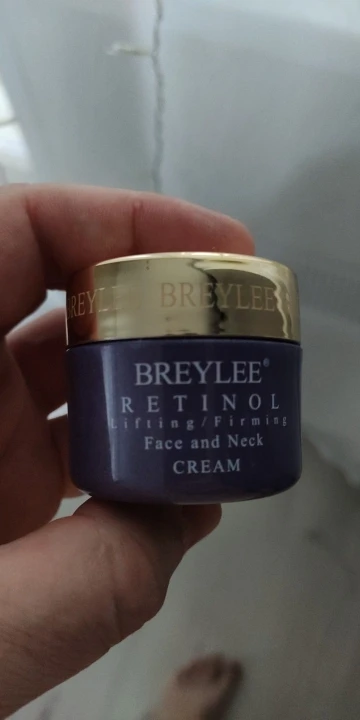 BREYLEE
BREYLEE®
RETINOL
Lifting/Firming
Face and Neck
CREAM